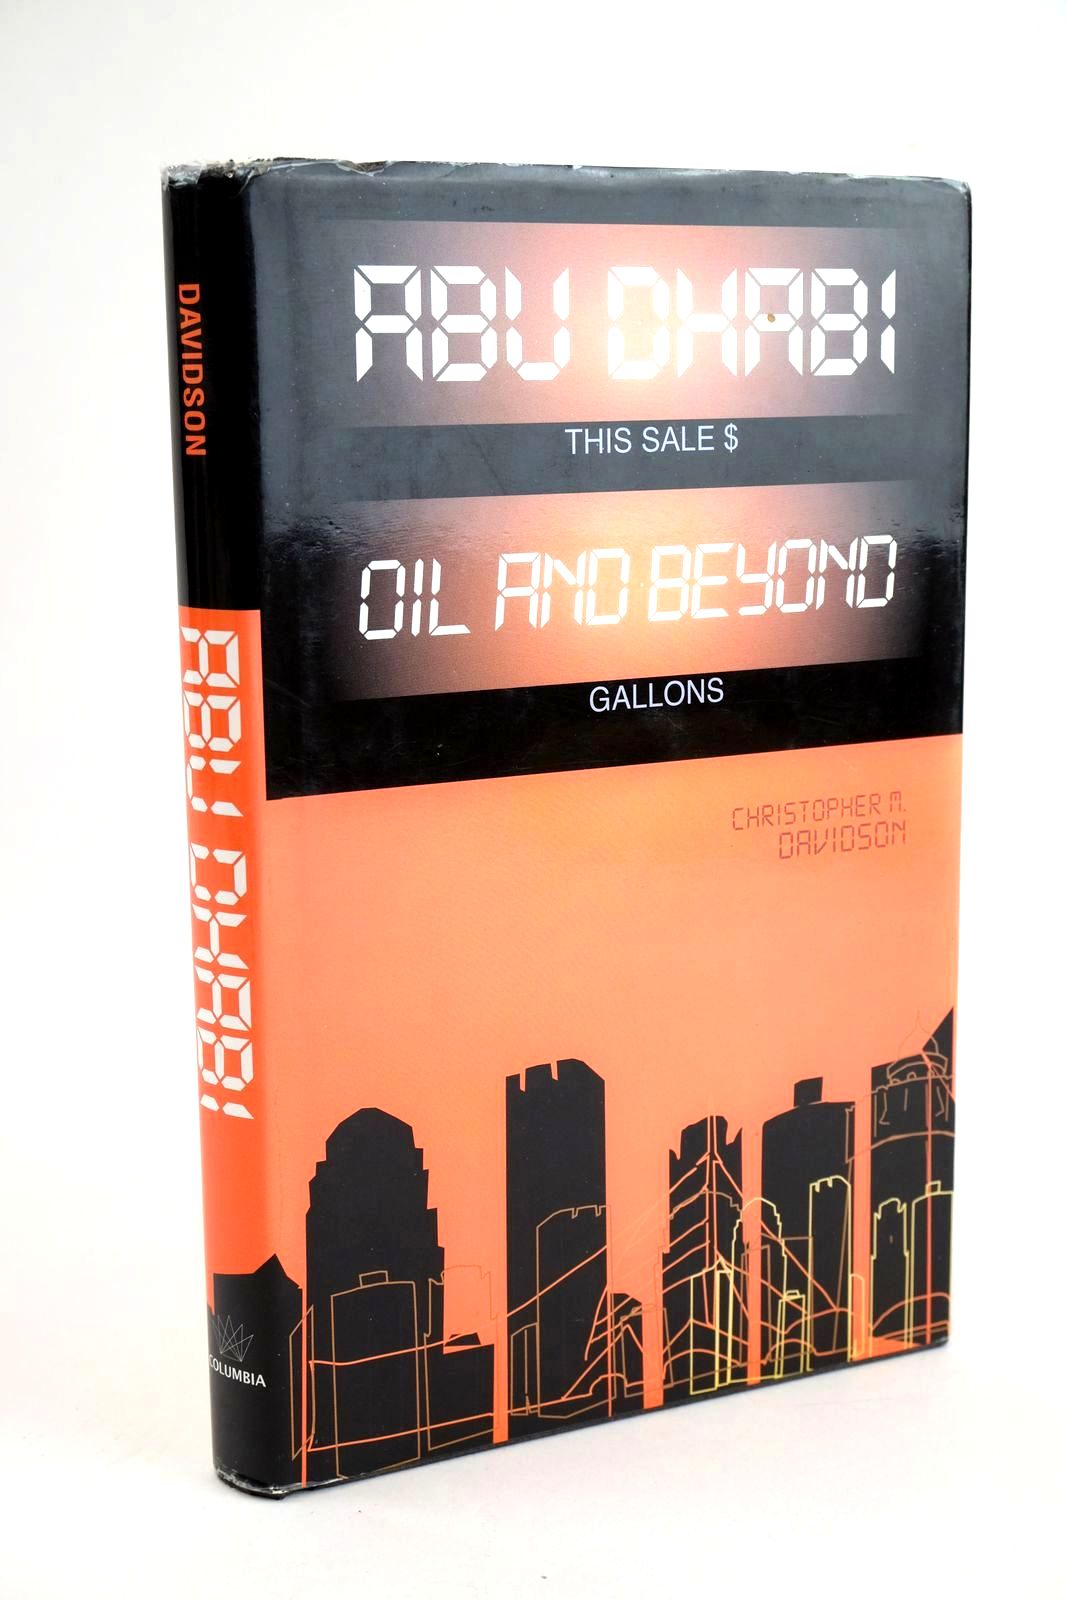 DAVIDSON
ABU DHABI
COLUMBIA
ABU DHABI
THIS SALE $
OIL AND BEYOND
GALLONS
CHRISTOPHER M.
DAVIDSON